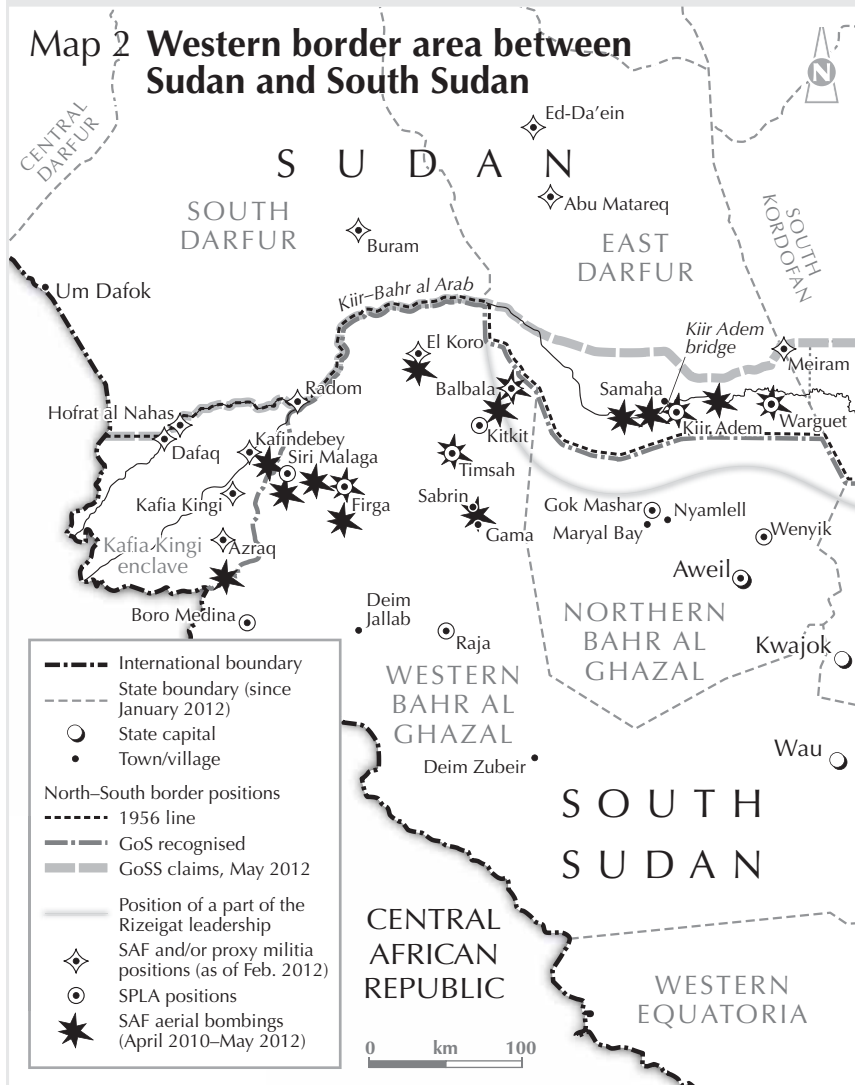 Map 2 Western border area between
Sudan and South Sudan
N
CENTRAL
DARFUR
Ed-Da'ein
SUDAN
Abu Matareq
SOUTH
DARFUR
Buram
EAST
DARFUR
SOUTH
KORDOFAN
Um Dafok
Kiir–Bahr al Arab
Kiir Adem
bridge
El Koro
Meiram
Radom
Balbala
Samaha
Hofrat al Nahas
Kitkit
Kiir Adem
Warguet
Dafaq
Kafindebey
Siri Malaga
Timsah
Kafia Kingi
Firga
Sabrin
Gama
Gok Mashar
Nyamlell
Maryal Bay
Wenyik
Kafia Kingi
enclave
Azraq
Aweil
Boro Medina
Deim
Jallab
Raja
NORTHERN
BAHR AL
GHAZAL
Kwajok
WESTERN
BAHR AL
GHAZAL
Wau
Deim Zubeir
SOUTH
SUDAN
CENTRAL
AFRICAN
REPUBLIC
WESTERN
EQUATORIA
International boundary
State boundary (since
January 2012)
State capital
Town/village
North–South border positions
1956 line
GoS recognised
GoSS claims, May 2012
Position of a part of the
Rizeigat leadership
SAF and/or proxy militia
positions (as of Feb. 2012)
SPLA positions
SAF aerial bombings
(April 2010–May 2012)
0 km 100